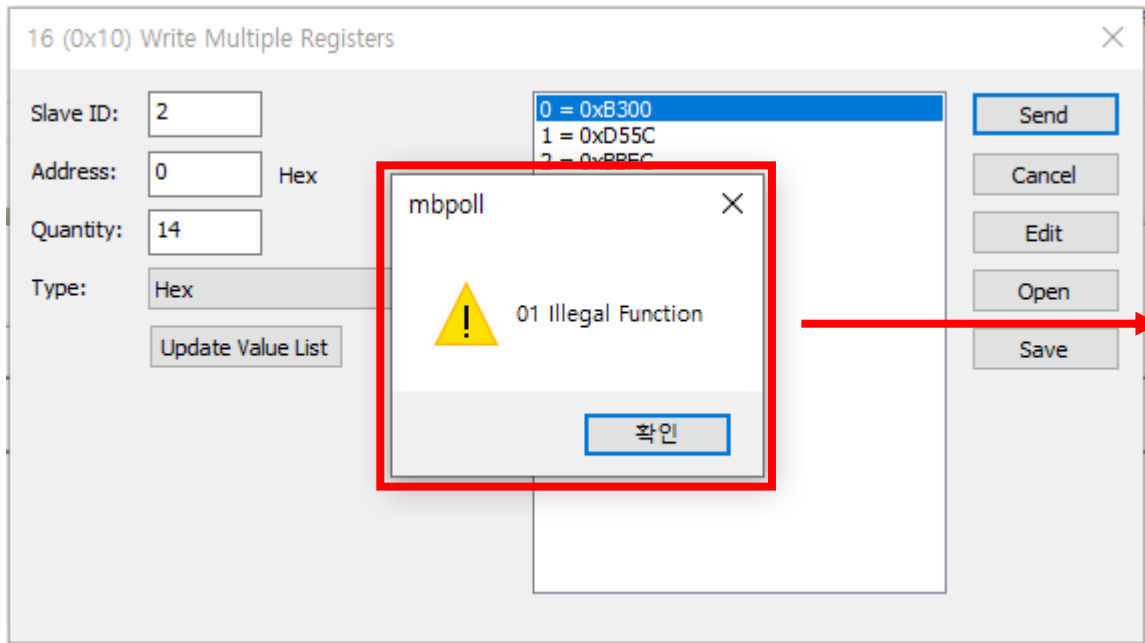 16 (0x10) Write Multiple Registers
Slave ID: 2
Address: 0 Hex
Quantity: 14
Type: Hex
Update Value List
0 = 0xB300
1 = 0xD55C
Send
Cancel
Edit
Open
Save
mbpoll
01 Illegal Function
확인